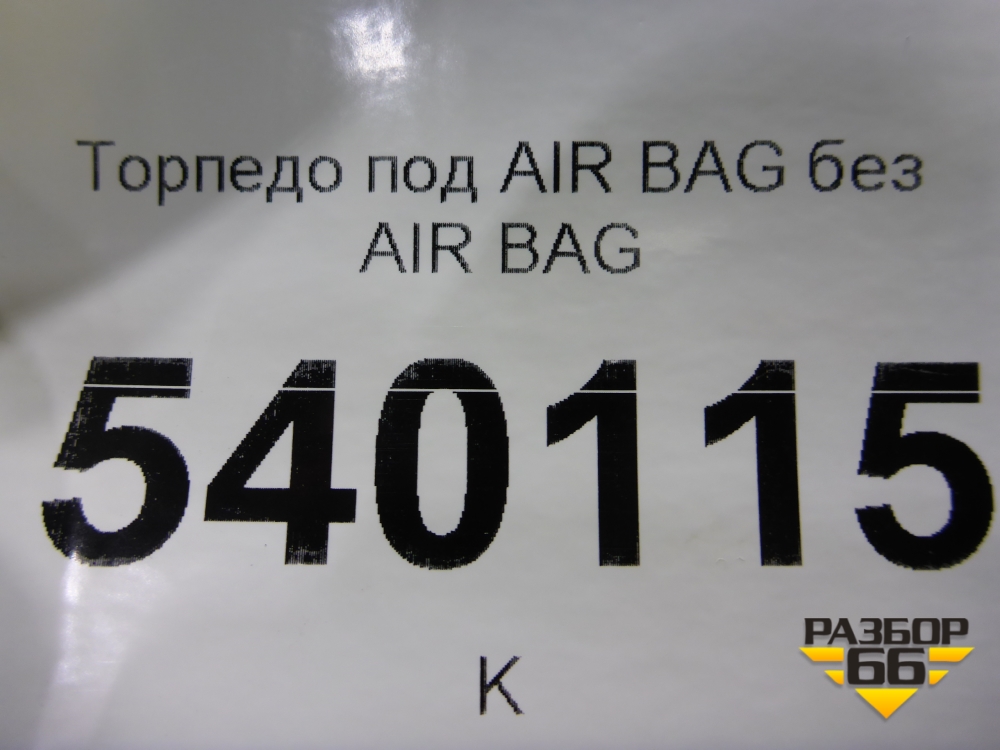 Торпедо под AIR BAG без
AIR BAG
540115
К
РАЗБОР
66